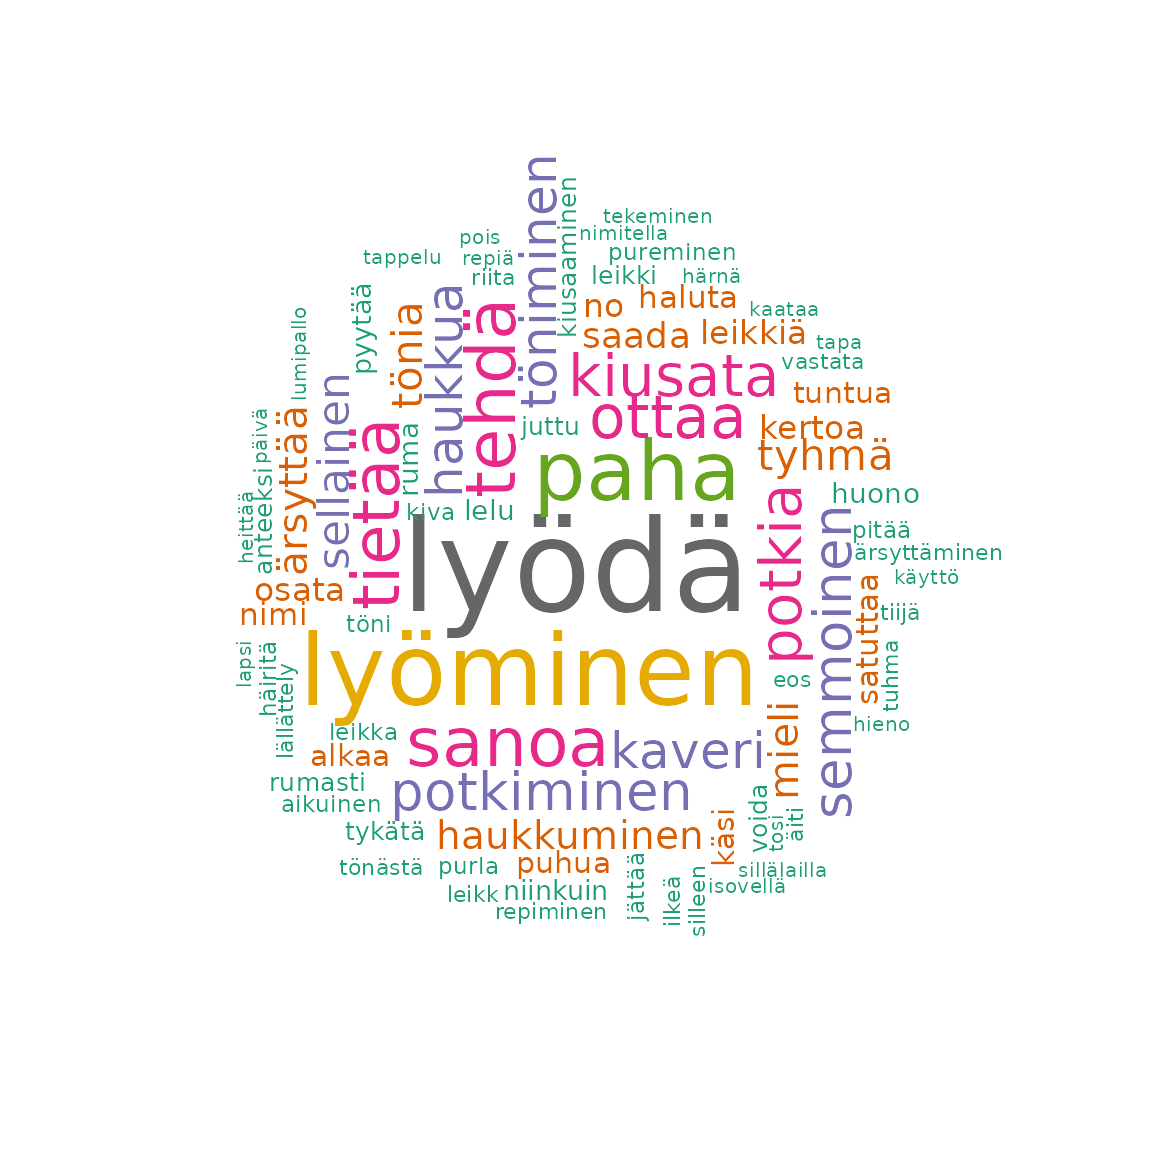 tekeminen
nimitella
pois
pureminen
tappelu
repiä
riita
leikki
härnä
kiusaaminen
töniminen
no
haluta
kaataa
pyytää
tönia
haukkua
tehdä
saada
leikkiä
tapa
lumipallo
kiusata
vastata
tuntua
sellainen
ottaa
kertoa
päivä
ärsyttää
tietää
ruma
juttu
tyhmä
paha
anteeksi
heittää
kiva
lelu
huono
lyödä
potkia
semmoinen
pitää
ärsyttäminen
käyttö
osata
nimi
töni
satuttaa
tiijä
lapsi
häiritä
lällättely
lyöminen
eos
tuhma
hieno
leikka
alkaa
sanoa
kaveri
mieli
rumasti
aikuinen
potkiminen
voida
tosi
äiti
tykätä
haukkuminen
käsi
tönästä
purla
puhua
sillälailla
isovellä
leikk
niinkuin
jättää
ilkeä
silleen
repiminen